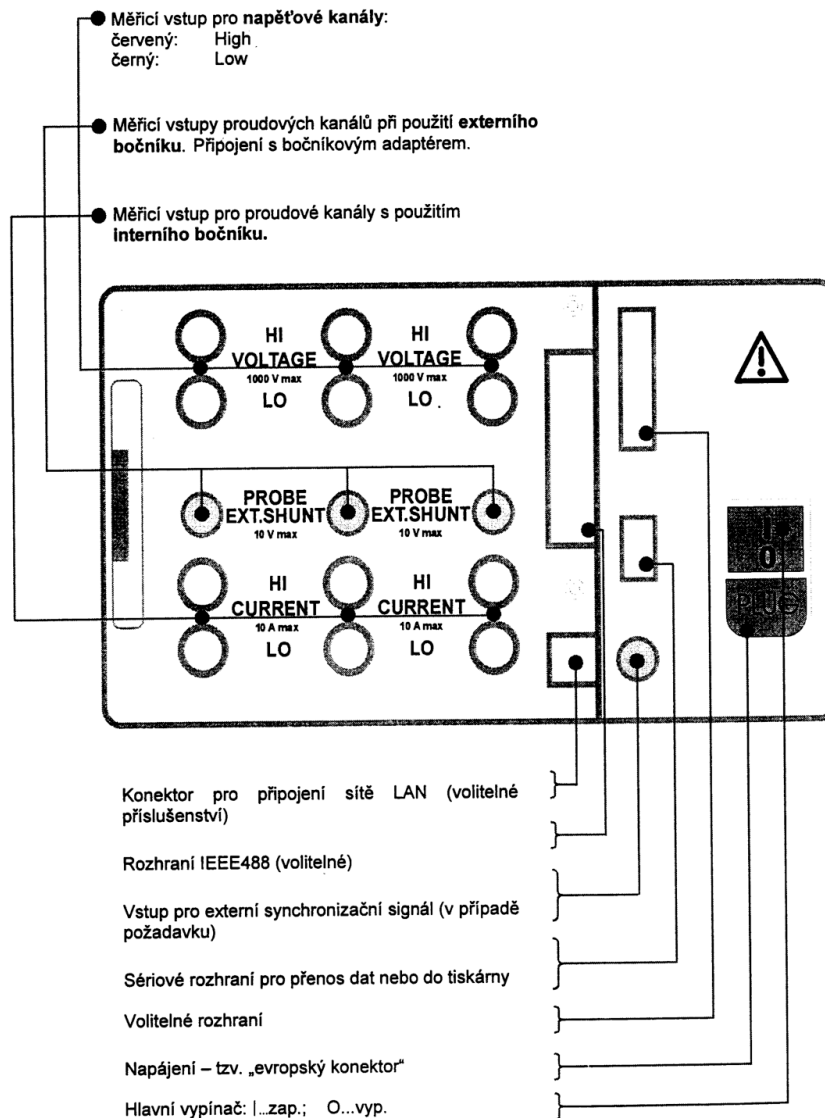 Měřicí vstup pro napěťové kanály:
červený: High
černý: Low
Měřicí vstupy proudových kanálů při použití externího
bočníku. Připojení s bočníkovým adaptérem.
Měřicí vstup pro proudové kanály s použitím
interního bočníku.
HI HI
VOLTAGE VOLTAGE
1000 V max 1000 V max
LO LO
PROBE PROBE
EXT.SHUNT EXT.SHUNT
10 V max 10 V max
HI HI
CURRENT CURRENT
10 A max 10 A max
LO LO
I
0
PLUG
Konektor pro připojení sítě LAN (volitelné
příslušenství)
Rozhraní IEEE488 (volitelné)
Vstup pro externí synchronizační signál (v případě
požadavku)
Sériové rozhraní pro přenos dat nebo do tiskárny
Volitelné rozhraní
Napájení – tzv. „evropský konektor“
Hlavní vypínač: |...zap.; O...vyp.